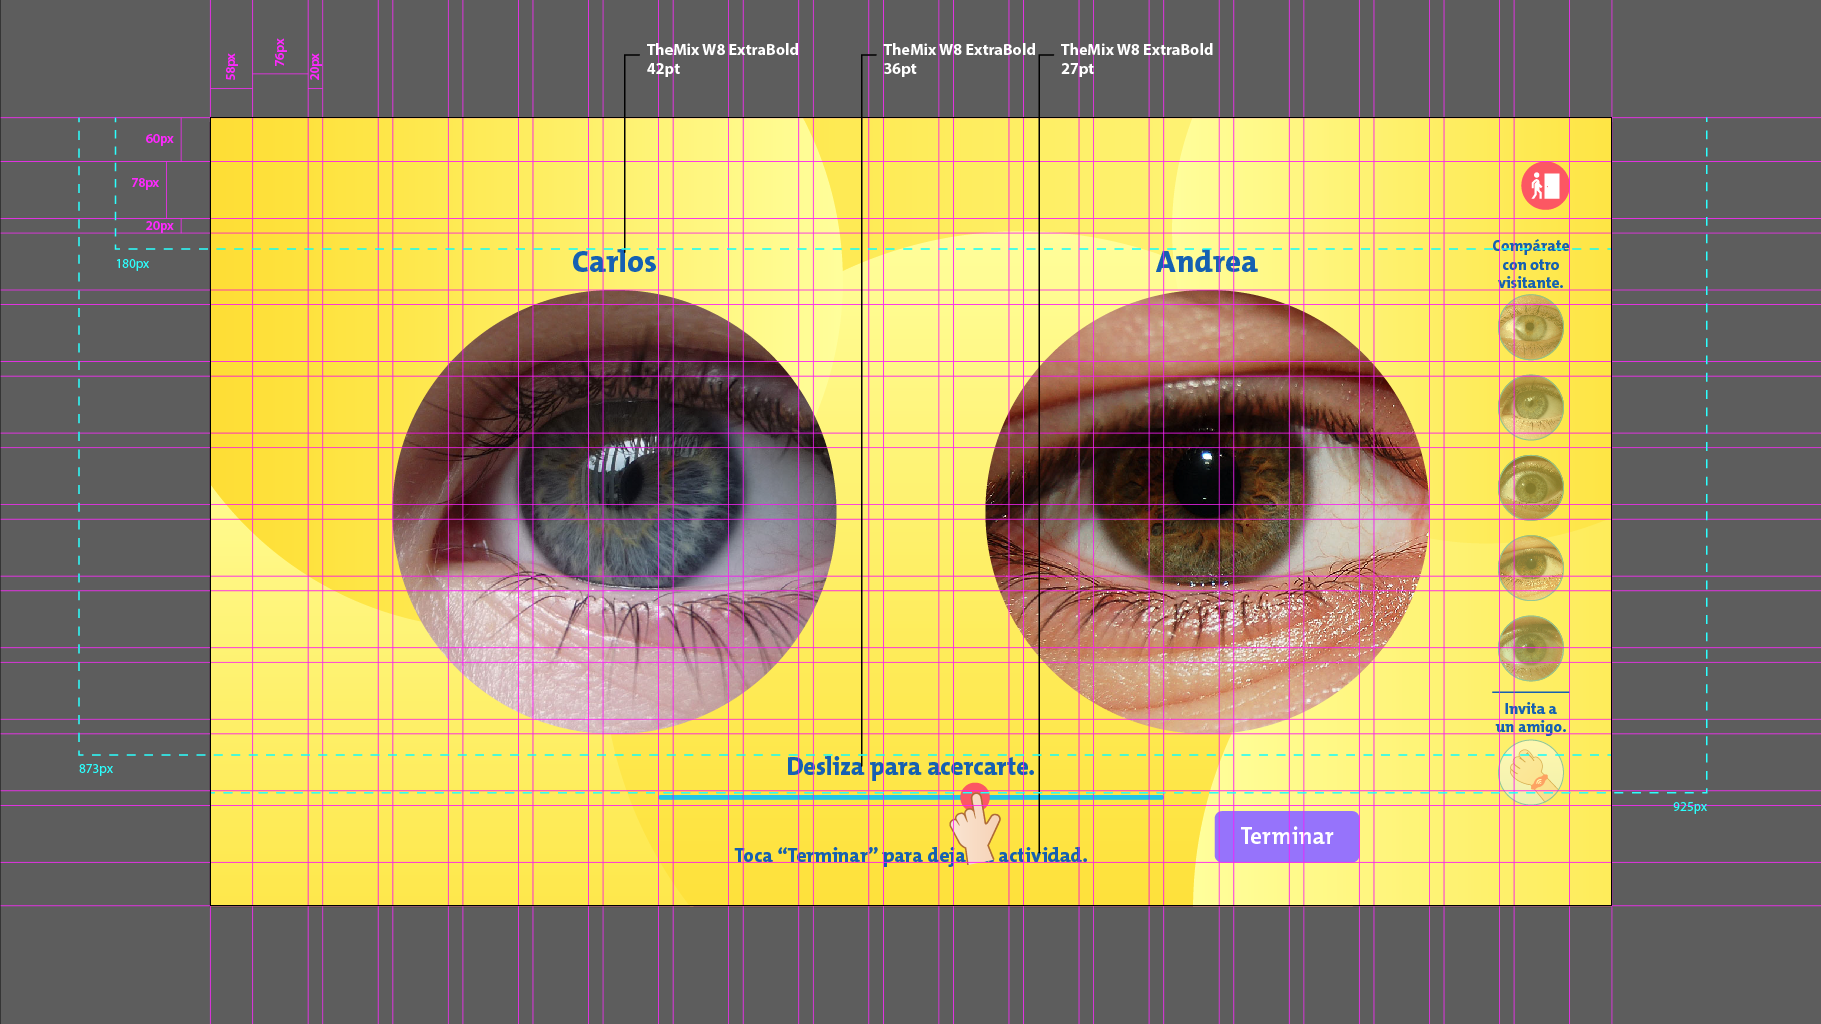 58px
76px
20px
TheMix W8 ExtraBold
42pt
TheMix W8 ExtraBold
36pt
TheMix W8 ExtraBold
27pt
60px
78px
20px
180px
Carlos
Andrea
Compárate
con otro
visitante.
Invita a
un amigo.
873px
Desliza para acercarte.
925px
Terminar
Toca “Terminar” para deja actividad.